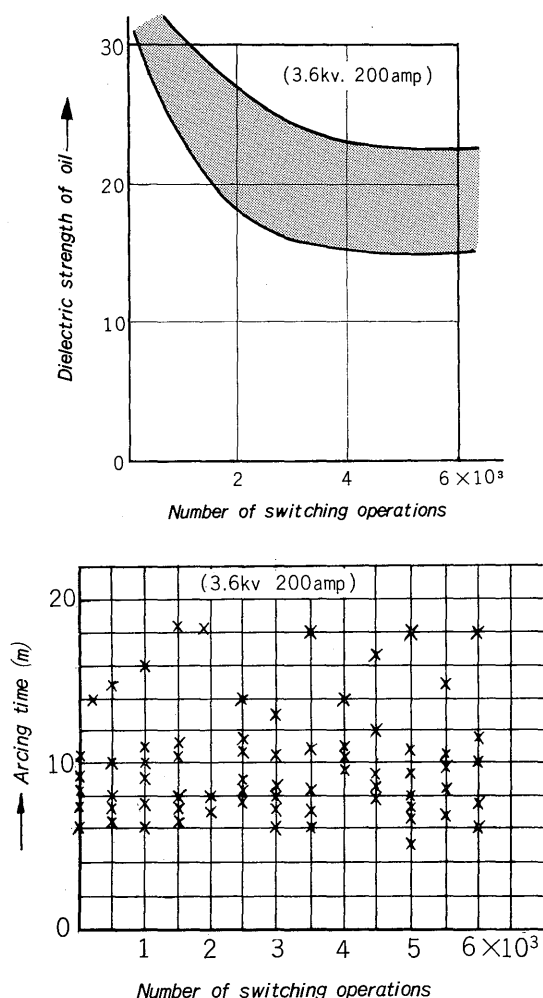 (3.6kv. 200amp)
30
20
10
0
Dielectric strength of oil
2 4 6×10³
Number of switching operations
(3.6kv 200amp)
20
10
0
Arcing time (m)
1 2 3 4 5 6×10³
Number of switching operations